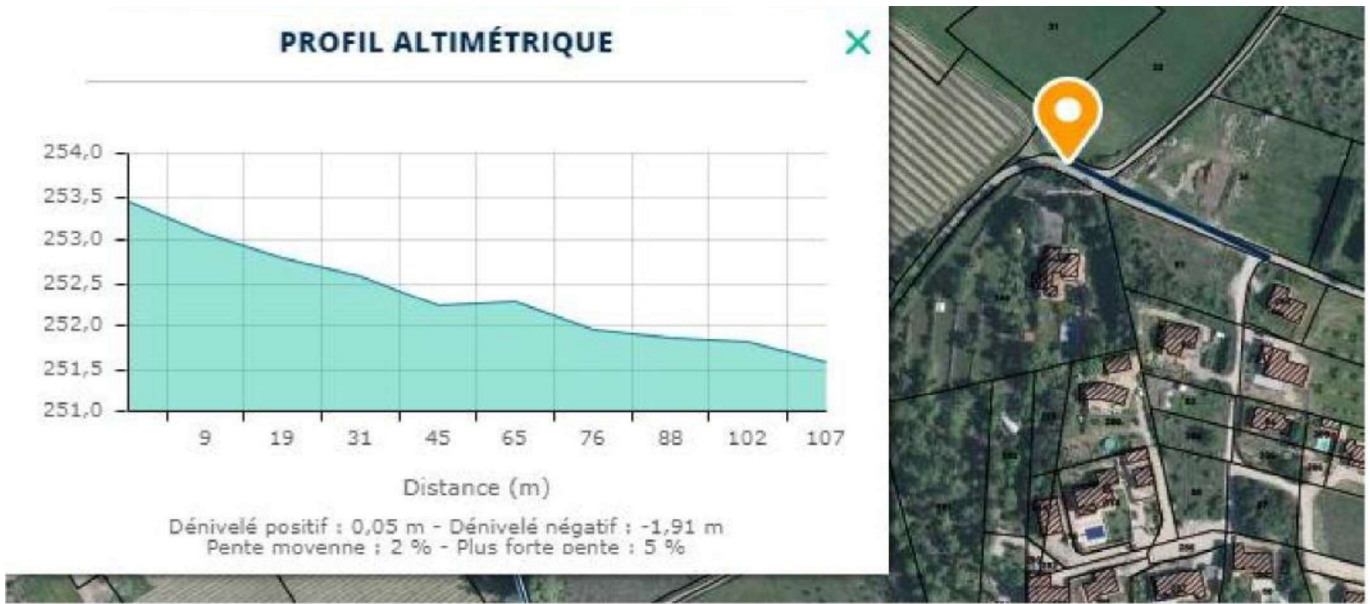 PROFIL ALTIMÉTRIQUE
254,0
253,5
253,0
252,5
252,0
251,5
251,0
9 19 31 45 65 76 88 102 107
Distance (m)
Dénivelé positif : 0,05 m - Dénivelé négatif : -1,91 m
Pente moyenne : 2 % - Plus forte pente : 5 %
31
32